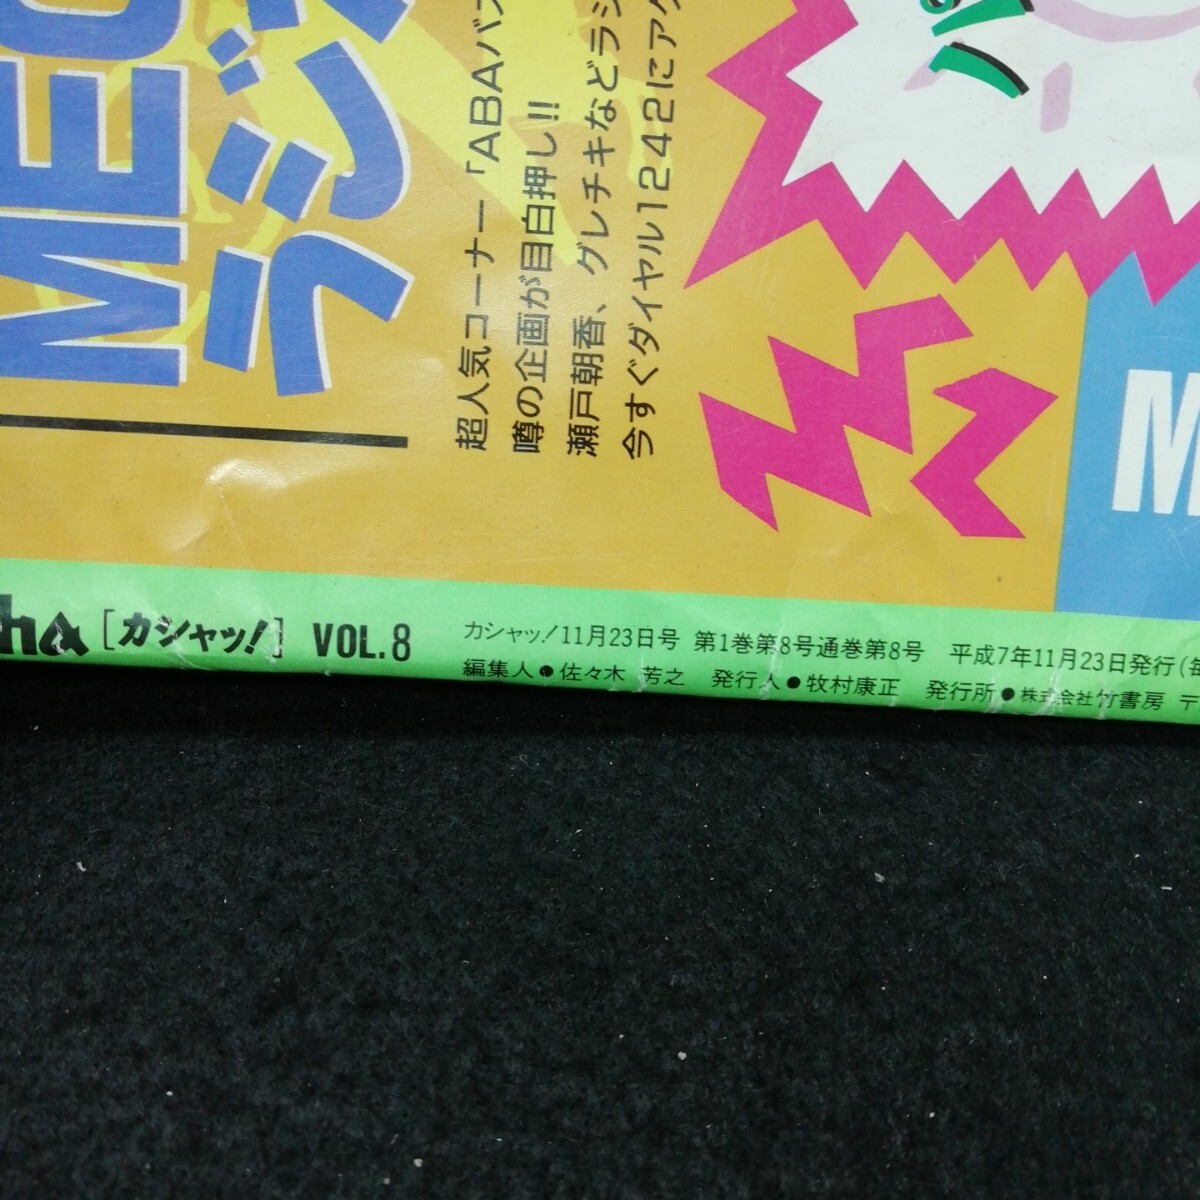 MEG
ラジ
超人気コーナー「ABAバ
噂の企画が目白押し!!
瀬戸朝香、グレチキなどラジ
今すぐダイヤル1242にアク
M
ha [カシャッ!] VOL.8
カシャッ!11月23日号 第1巻第8号通巻第8号 平成7年11月23日発行(毎
編集人●佐々木 芳之 発行人●牧村康正 発行所●株式会社竹書房 〒